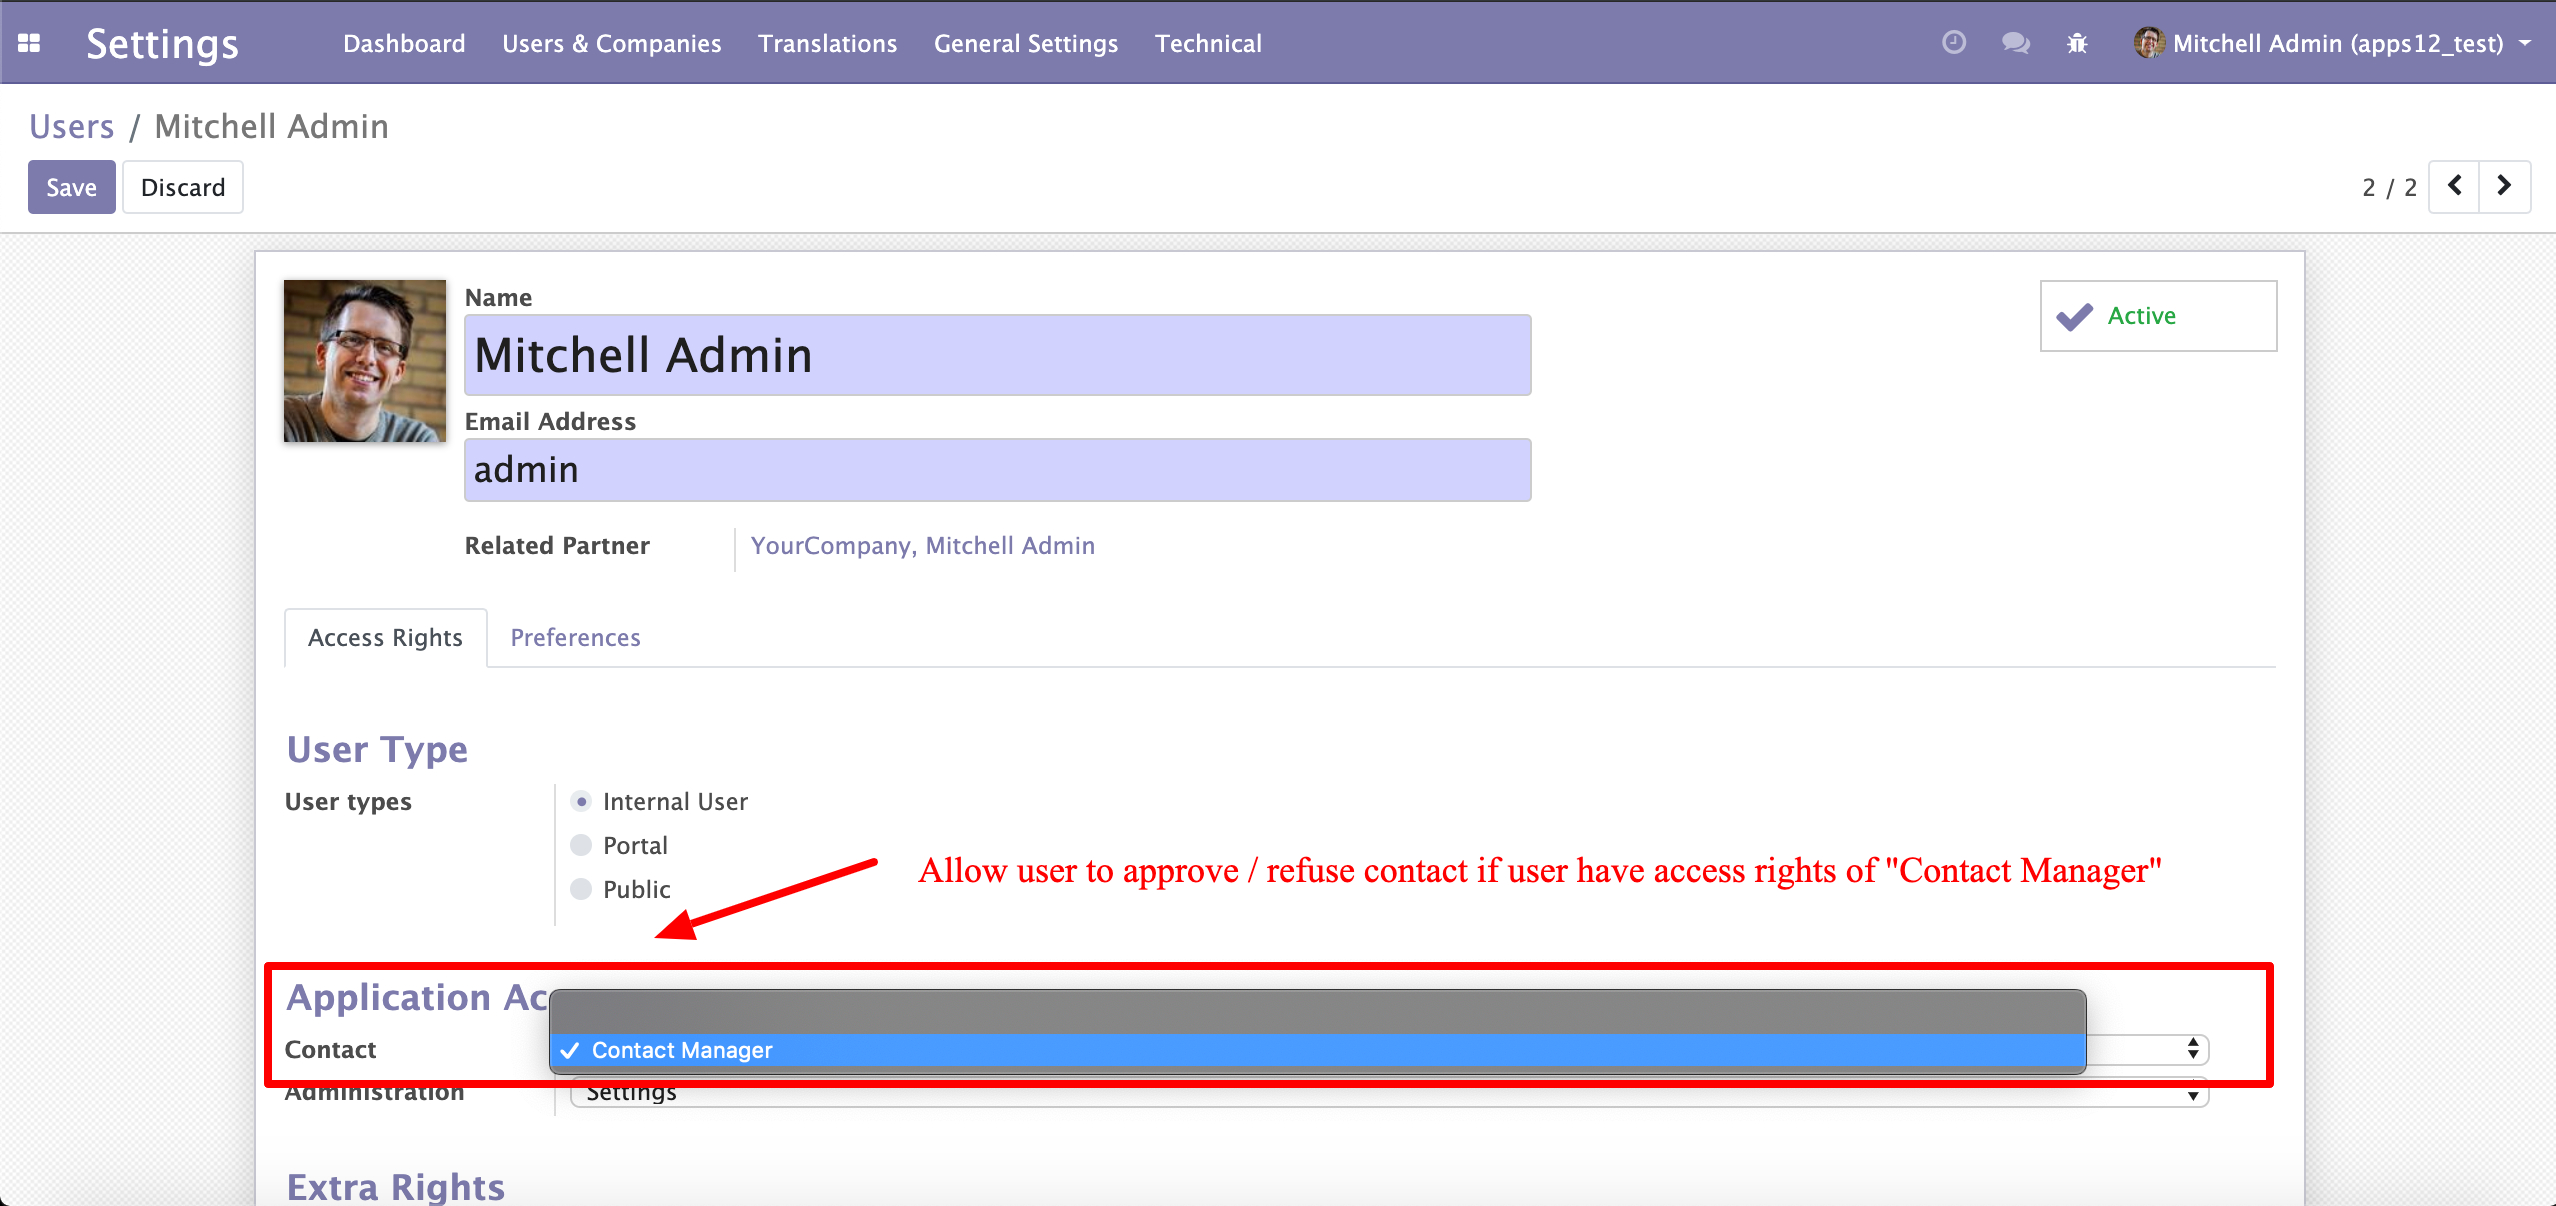 Settings Dashboard Users & Companies Translations General Settings Technical Mitchell Admin (apps12_test)
Users / Mitchell Admin
Save Discard 2 / 2
Name
Mitchell Admin
Active
Email Address
admin
Related Partner YourCompany, Mitchell Admin
Access Rights Preferences
User Type
User types Internal User
Portal
Public
Allow user to approve / refuse contact if user have access rights of "Contact Manager"
Application Ac
Contact Contact Manager
Administration Settings
Extra Rights